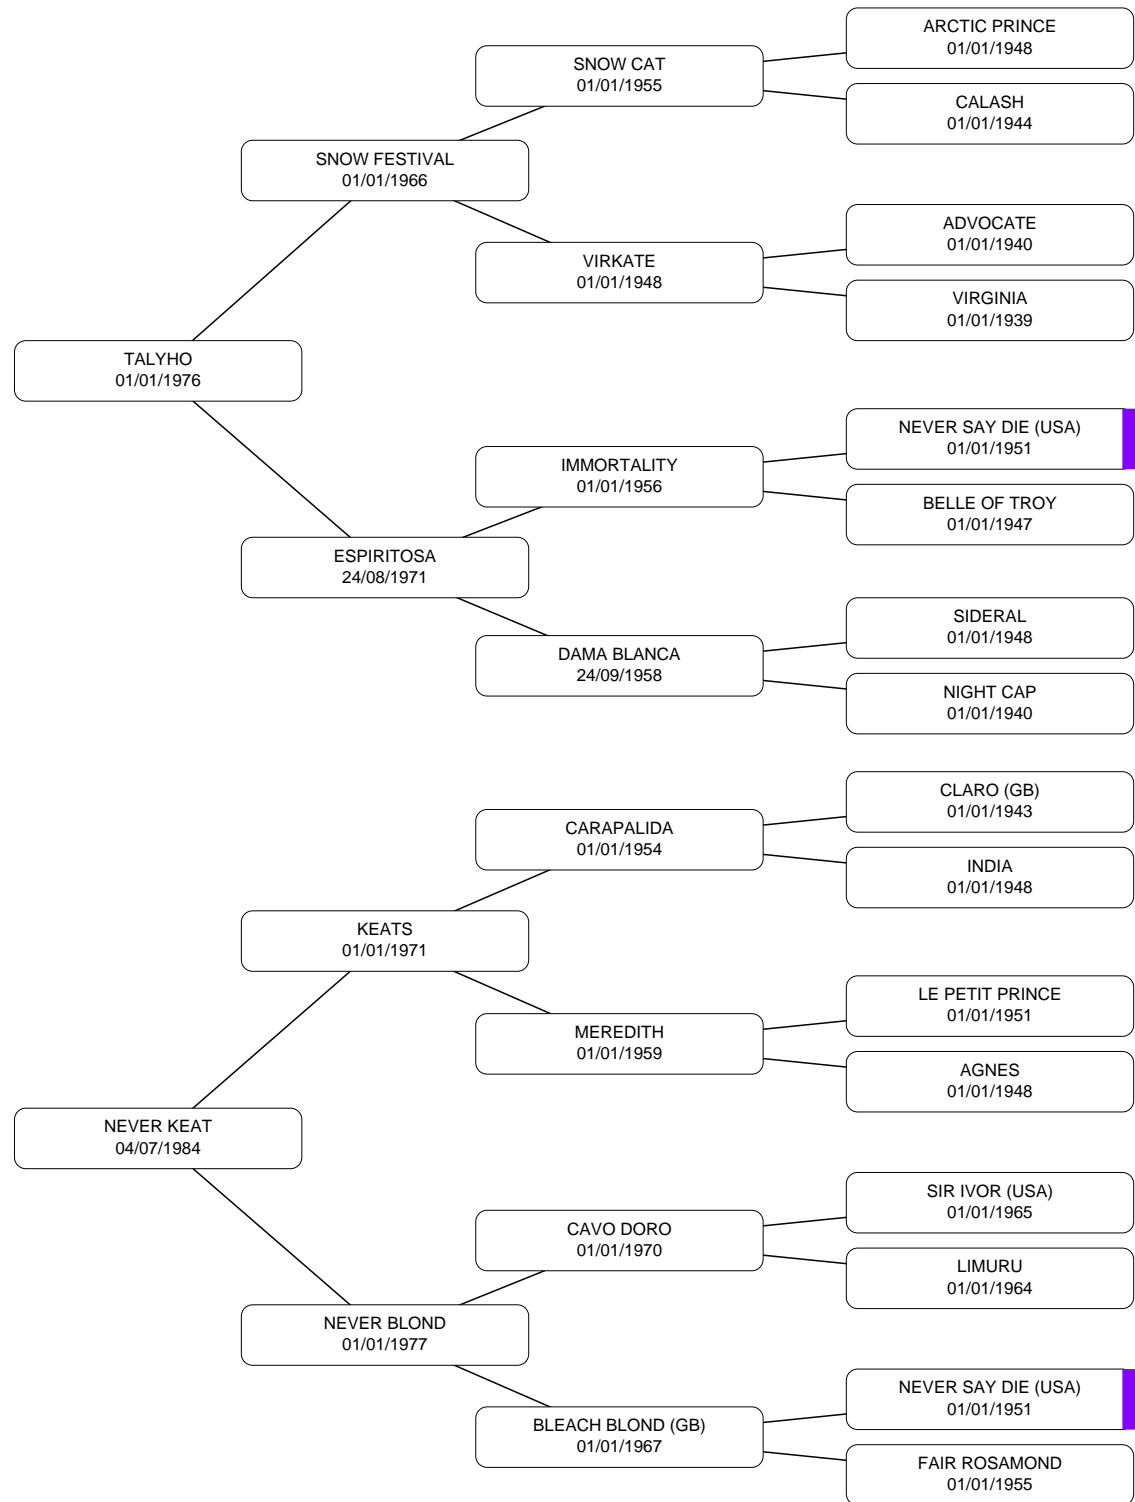 ARCTIC PRINCE
01/01/1948
SNOW CAT
01/01/1955
CALASH
01/01/1944
SNOW FESTIVAL
01/01/1966
ADVOCATE
01/01/1940
VIRKATE
01/01/1948
VIRGINIA
01/01/1939
TALYHO
01/01/1976
NEVER SAY DIE (USA)
01/01/1951
IMMORTALITY
01/01/1956
BELLE OF TROY
01/01/1947
ESPIRITOSA
24/08/1971
SIDERAL
01/01/1948
DAMA BLANCA
24/09/1958
NIGHT CAP
01/01/1940
CLARO (GB)
01/01/1943
CARAPALIDA
01/01/1954
INDIA
01/01/1948
KEATS
01/01/1971
LE PETIT PRINCE
01/01/1951
MEREDITH
01/01/1959
AGNES
01/01/1948
NEVER KEAT
04/07/1984
SIR IVOR (USA)
01/01/1965
CAVO DORO
01/01/1970
LIMURU
01/01/1964
NEVER BLOND
01/01/1977
NEVER SAY DIE (USA)
01/01/1951
BLEACH BLOND (GB)
01/01/1967
FAIR ROSAMOND
01/01/1955